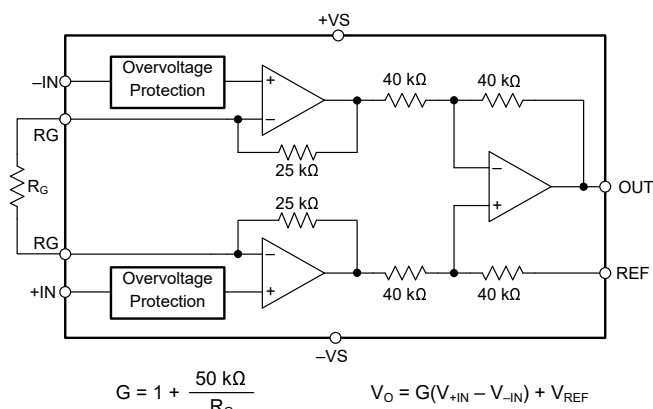 +VS
–IN
Overvoltage
Protection
+
–
40 kΩ
40 kΩ
RG
25 kΩ
RG
–
+
OUT
25 kΩ
RG
–
+
+IN
Overvoltage
Protection
40 kΩ
40 kΩ
REF
–VS
G = 1 + 50 kΩ
RG
VO = G(V+IN – V–IN) + VREF